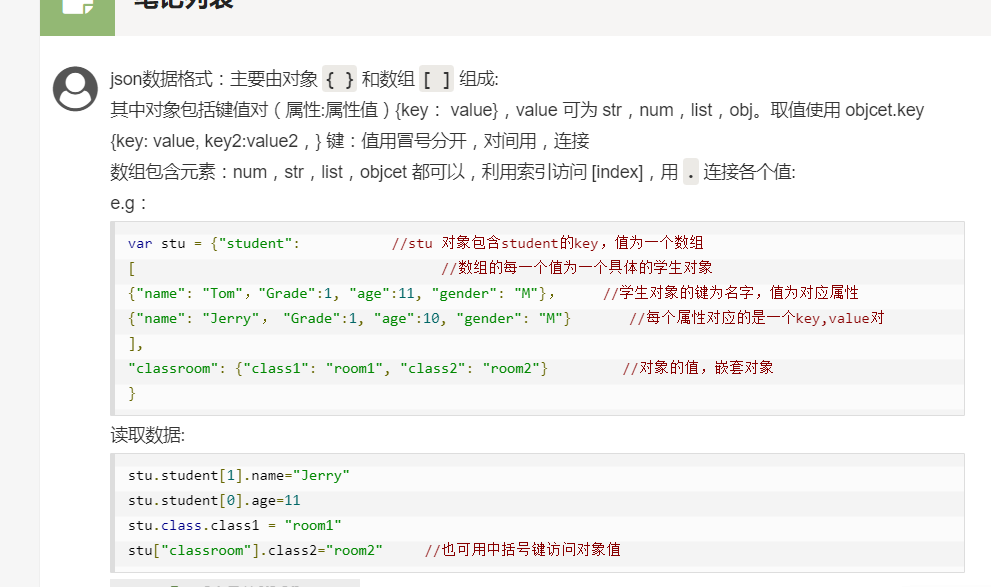 笔记列表
json数据格式：主要由对象 { } 和数组 [ ] 组成:
其中对象包括键值对（属性:属性值）{key： value}，value 可为 str，num，list，obj。取值使用 objcet.key
{key: value, key2:value2，} 键：值用冒号分开，对间用，连接
数组包含元素：num，str，list，objcet 都可以，利用索引访问 [index]，用 . 连接各个值:
e.g：
var stu = {"student": //stu 对象包含student的key，值为一个数组
[ //数组的每一个值为一个具体的学生对象
{"name": "Tom"，"Grade":1, "age":11, "gender": "M"}， //学生对象的键为名字，值为对应属性
{"name": "Jerry"， "Grade":1, "age":10, "gender": "M"} //每个属性对应的是一个key,value对
],
"classroom": {"class1": "room1", "class2": "room2"} //对象的值，嵌套对象
}
读取数据:
stu.student[1].name="Jerry"
stu.student[0].age=11
stu.class.class1 = "room1"
stu["classroom"].class2="room2" //也可用中括号键访问对象值